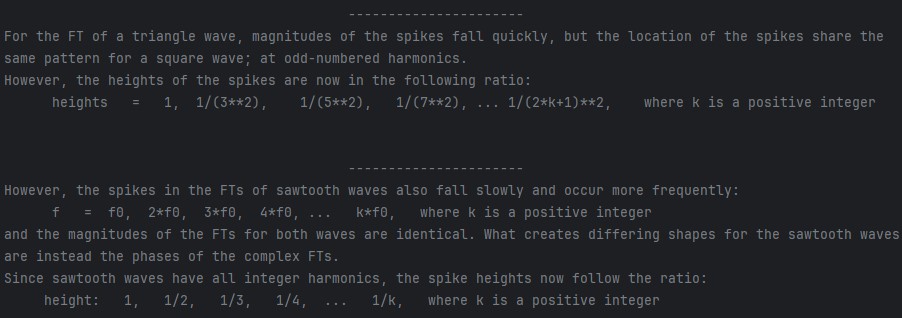 ----------------------
For the FT of a triangle wave, magnitudes of the spikes fall quickly, but the location of the spikes share the
same pattern for a square wave; at odd-numbered harmonics.
However, the heights of the spikes are now in the following ratio:
heights   =   1,  1/(3**2),    1/(5**2),   1/(7**2), ... 1/(2*k+1)**2,    where k is a positive integer
----------------------
However, the spikes in the FTs of sawtooth waves also fall slowly and occur more frequently:
f   =  f0,  2*f0,  3*f0,  4*f0, ...   k*f0,   where k is a positive integer
and the magnitudes of the FTs for both waves are identical. What creates differing shapes for the sawtooth waves
are instead the phases of the complex FTs.
Since sawtooth waves have all integer harmonics, the spike heights now follow the ratio:
height:   1,   1/2,   1/3,   1/4,  ...   1/k,   where k is a positive integer